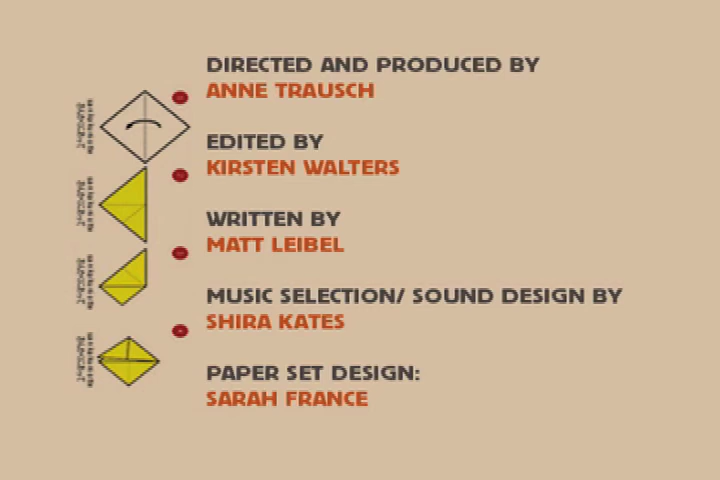 DIRECTED AND PRODUCED BY
ANNE TRAUSCH
EDITED BY
KIRSTEN WALTERS
WRITTEN BY
MATT LEIBEL
MUSIC SELECTION/ SOUND DESIGN BY
SHIRA KATES
PAPER SET DESIGN:
SARAH FRANCE